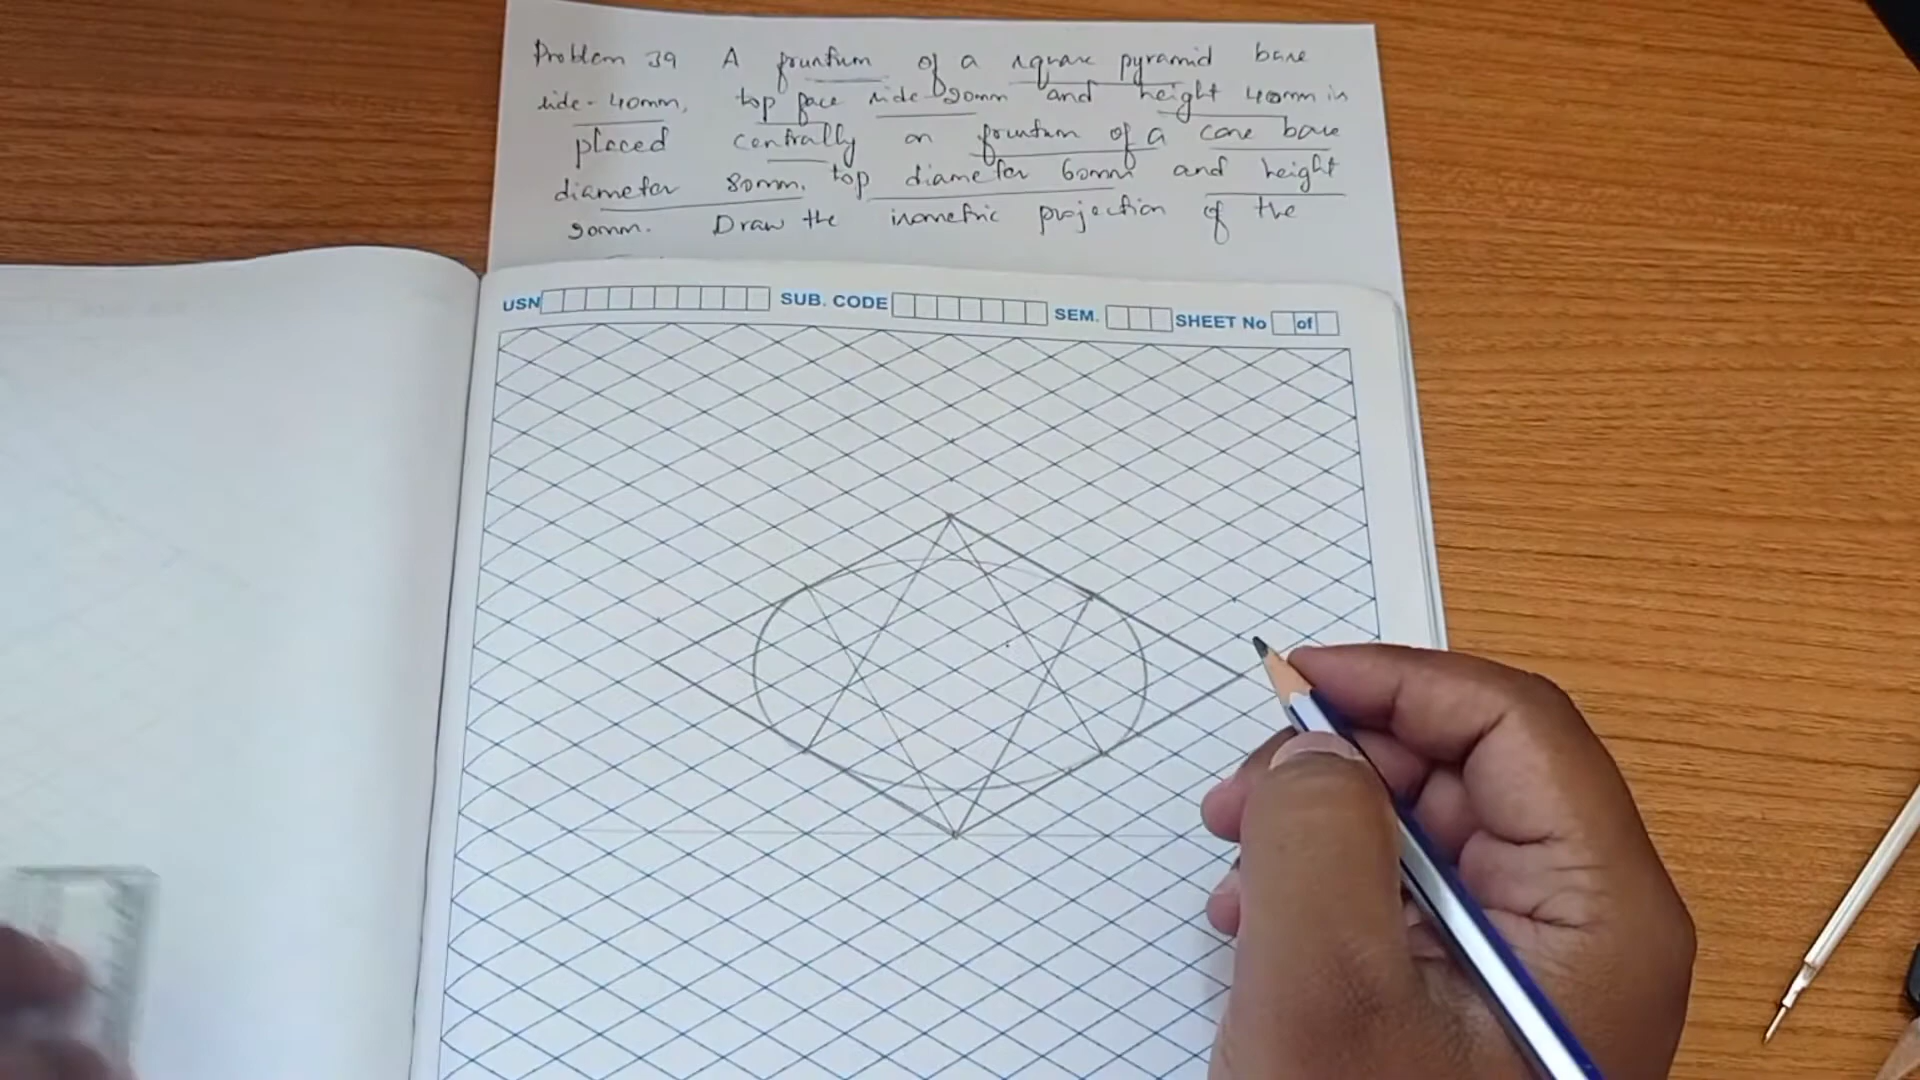 Problem 39 A frustum of a square pyramid base
side - 40mm, top face side 20mm and height 40mm is
placed centrally on frustum of a cone base
diameter 80mm, top diameter 60mm and height
20mm. Draw the isometric projection of the
USN SUB. CODE SEM. SHEET No of